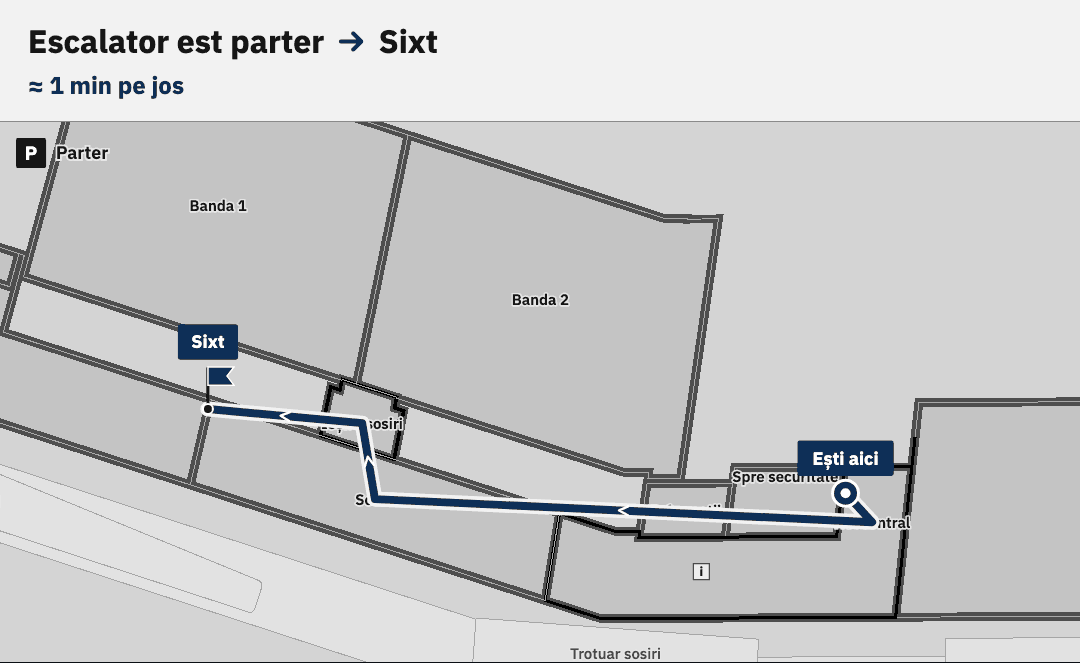 Escalator est parter → Sixt
≈ 1 min pe jos
P Parter
Banda 1
Banda 2
Sixt
sosiri
Ești aici
Spre securitate
i
Trotuar sosiri